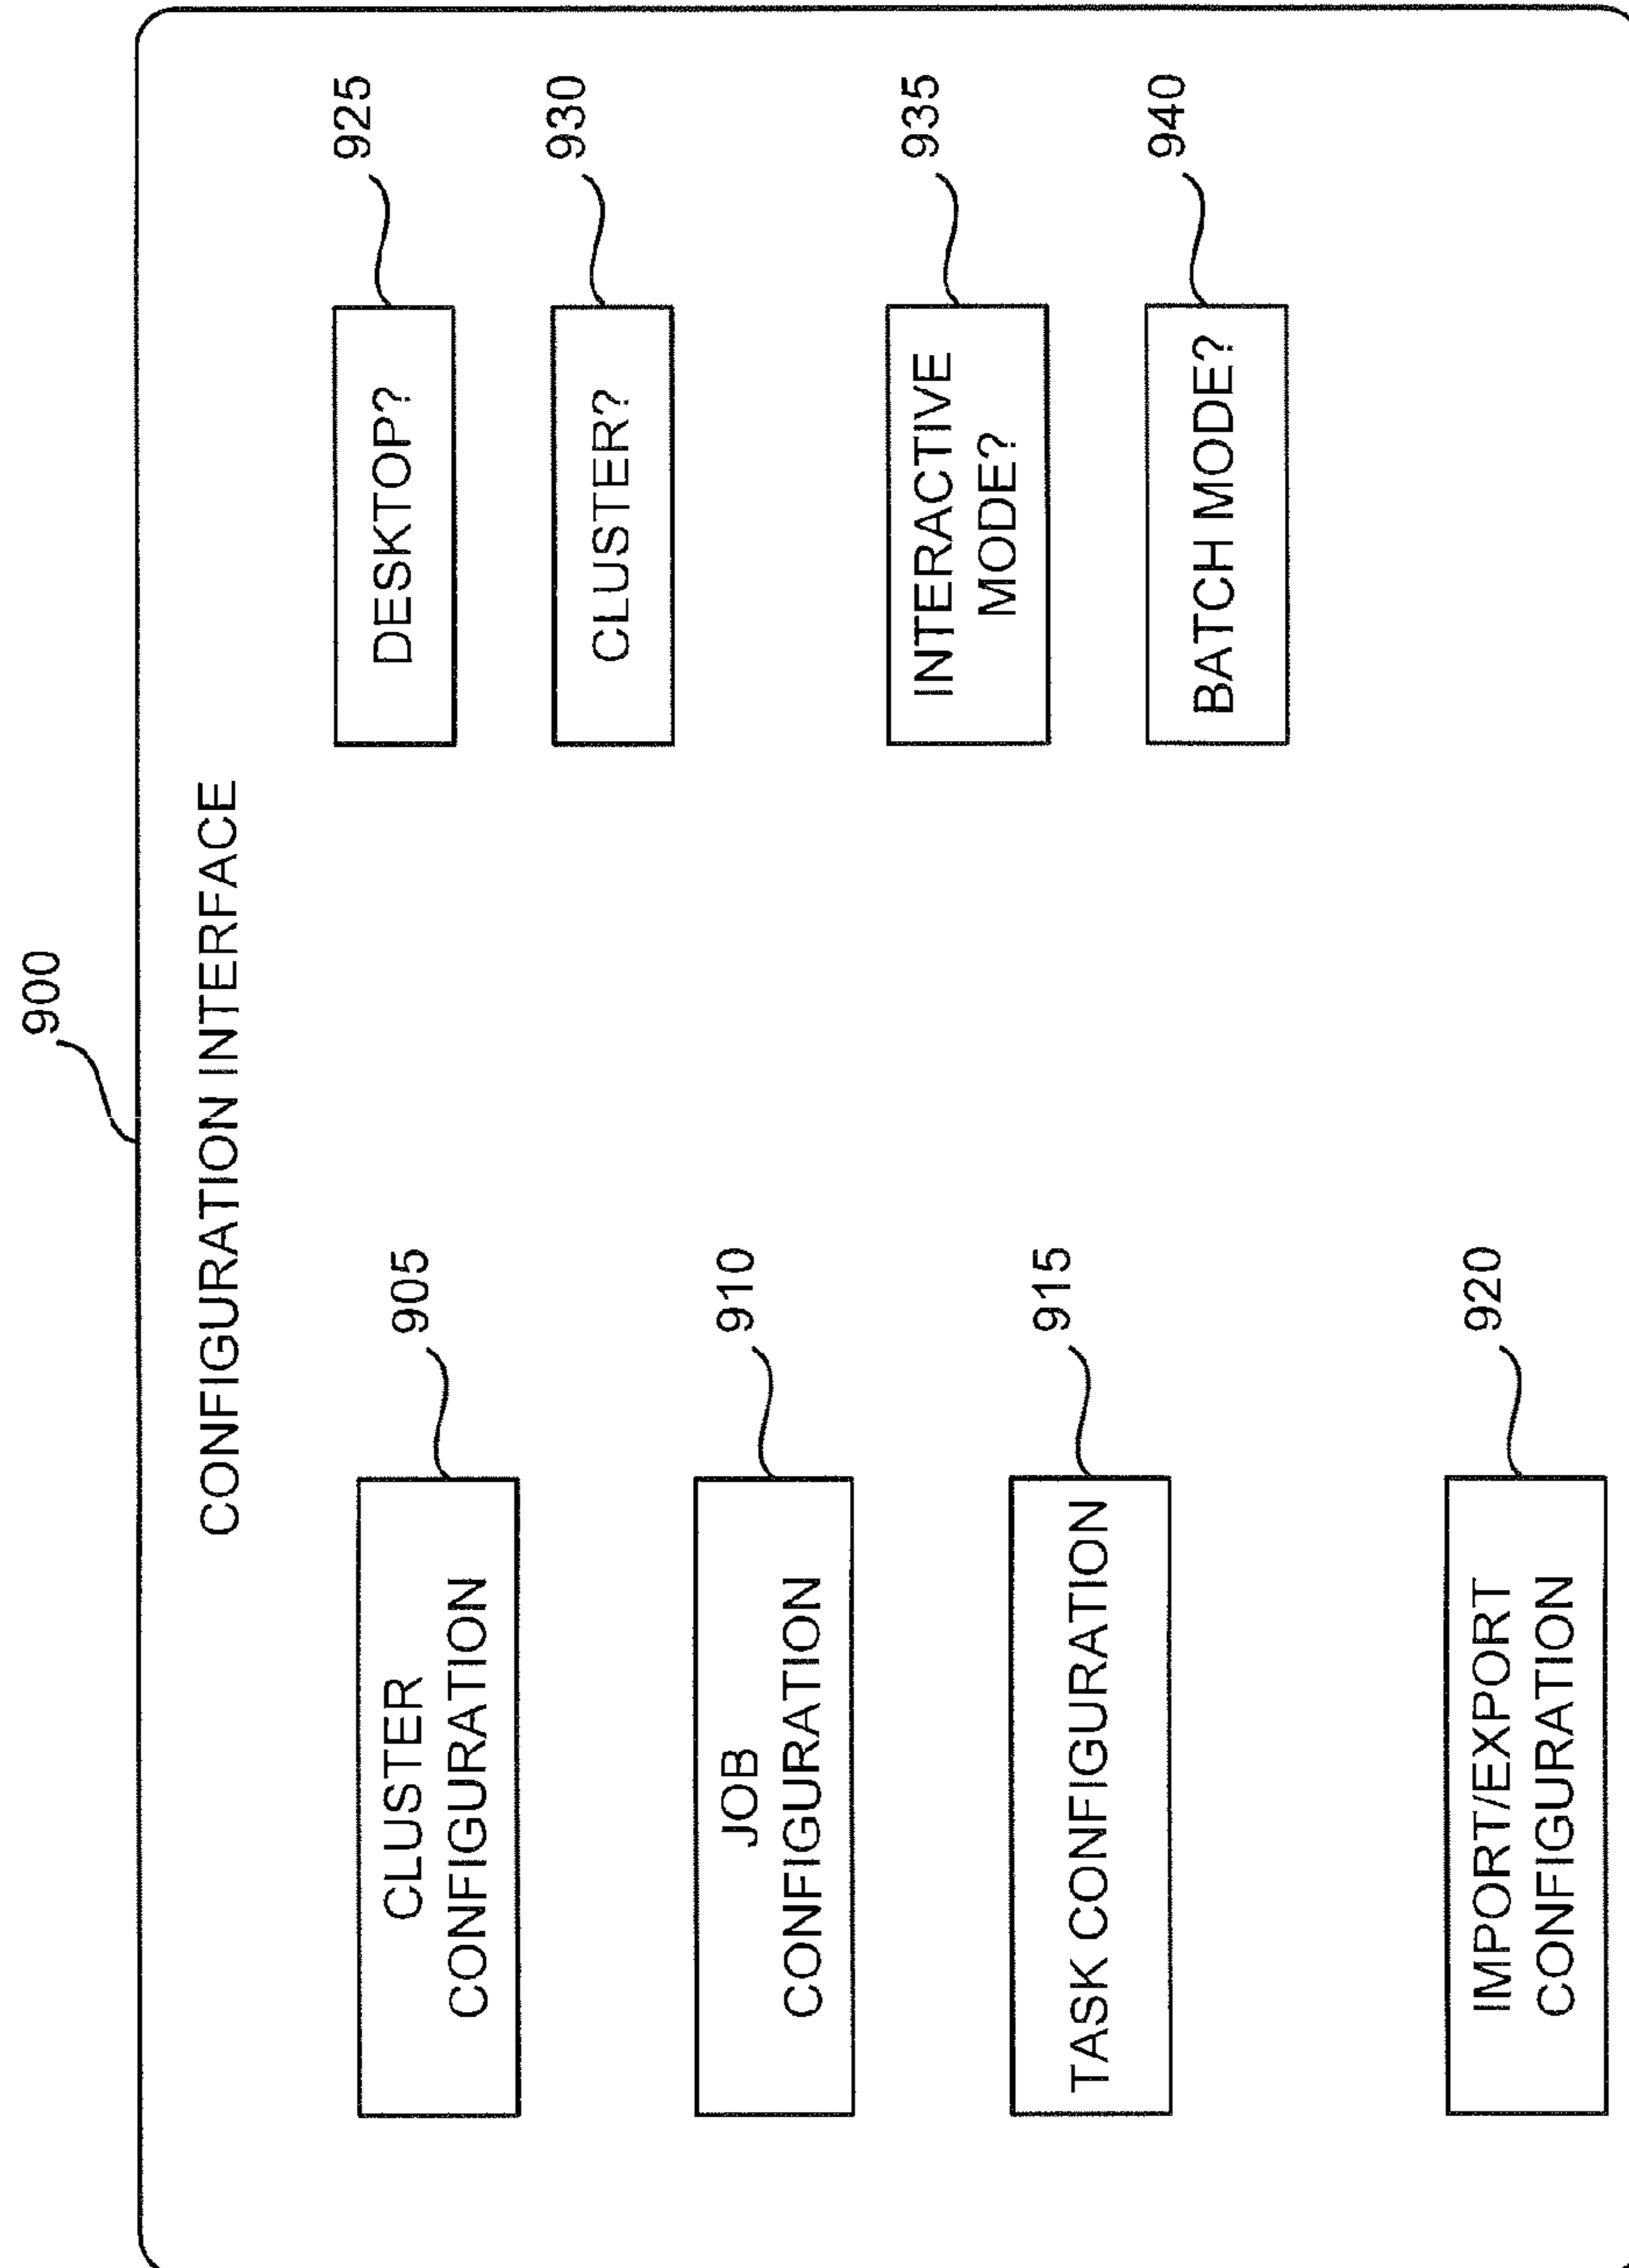 900
CONFIGURATION INTERFACE
905
CLUSTER
CONFIGURATION
910
JOB
CONFIGURATION
915
TASK CONFIGURATION
920
IMPORT/EXPORT
CONFIGURATION
925
DESKTOP?
930
CLUSTER?
935
INTERACTIVE
MODE?
940
BATCH MODE?